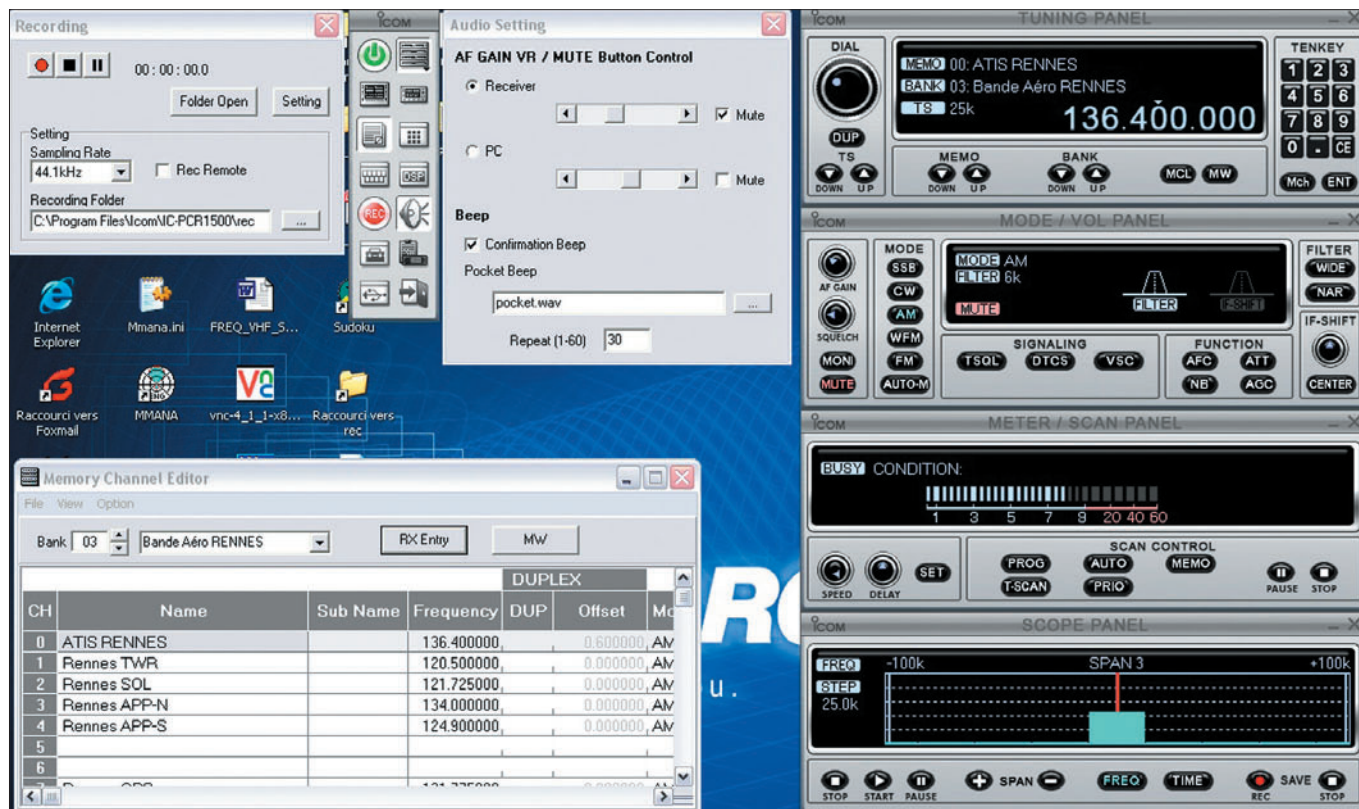 Recording
00 : 00 : 00.0
Folder Open
Setting
Setting
Sampling Rate
44.1kHz
Rec Remote
Recording Folder
C:\Program Files\Icom\IC-PCR1500\rec
...
Internet Explorer
Mmana.ini
FREQ_VHF_S...
Sudoku
Raccourci vers Foxmail
MMANA
vnc-4_1_1-x8...
Raccourci vers rec
ICOM
DSP
REC
Audio Setting
AF GAIN VR / MUTE Button Control
Receiver
Mute
PC
Mute
Beep
Confirmation Beep
Pocket Beep
pocket.wav
...
Repeat (1-60) 30
Memory Channel Editor
File View Option
Bank 03 Bande Aéro RENNES RX Entry MW
DUPLEX
CH Name Sub Name Frequency DUP Offset
0 ATIS RENNES 136.400000 0.600000 AM
1 Rennes TWR 120.500000 0.000000 AM
2 Rennes SOL 121.725000 0.000000 AM
3 Rennes APP-N 134.000000 0.000000 AM
4 Rennes APP-S 124.900000 0.000000 AM
5
6
u.
ICOM TUNING PANEL
DIAL
DUP
TS
DOWN UP
MEMO 00: ATIS RENNES
BANK 03: Bande Aéro RENNES
TS 25k
136.400.000
MEMO
DOWN UP
BANK
DOWN UP
MCL MW
TENKEY
1 2 3
4 5 6
7 8 9
0 . CE
Mch ENT
ICOM MODE / VOL PANEL
AF GAIN
SQUELCH
MONI
MUTE
MODE
SSB
CW
AM
WFM
FM
AUTO-M
MODE AM
FILTER 6k
MUTE
FILTER
IF-SHIFT
SIGNALING
TSQL DTCS VSC
FUNCTION
AFC ATT
NB AGC
FILTER
WIDE
NAR
IF-SHIFT
CENTER
ICOM METER / SCAN PANEL
BUSY CONDITION:
1 3 5 7 9 20 40 60
SPEED DELAY SET
SCAN CONTROL
PROG AUTO MEMO
T-SCAN PRIO
PAUSE STOP
ICOM SCOPE PANEL
FREQ -100k SPAN 3 +100k
STEP
25.0k
STOP START PAUSE
SPAN
FREQ TIME
REC SAVE STOP